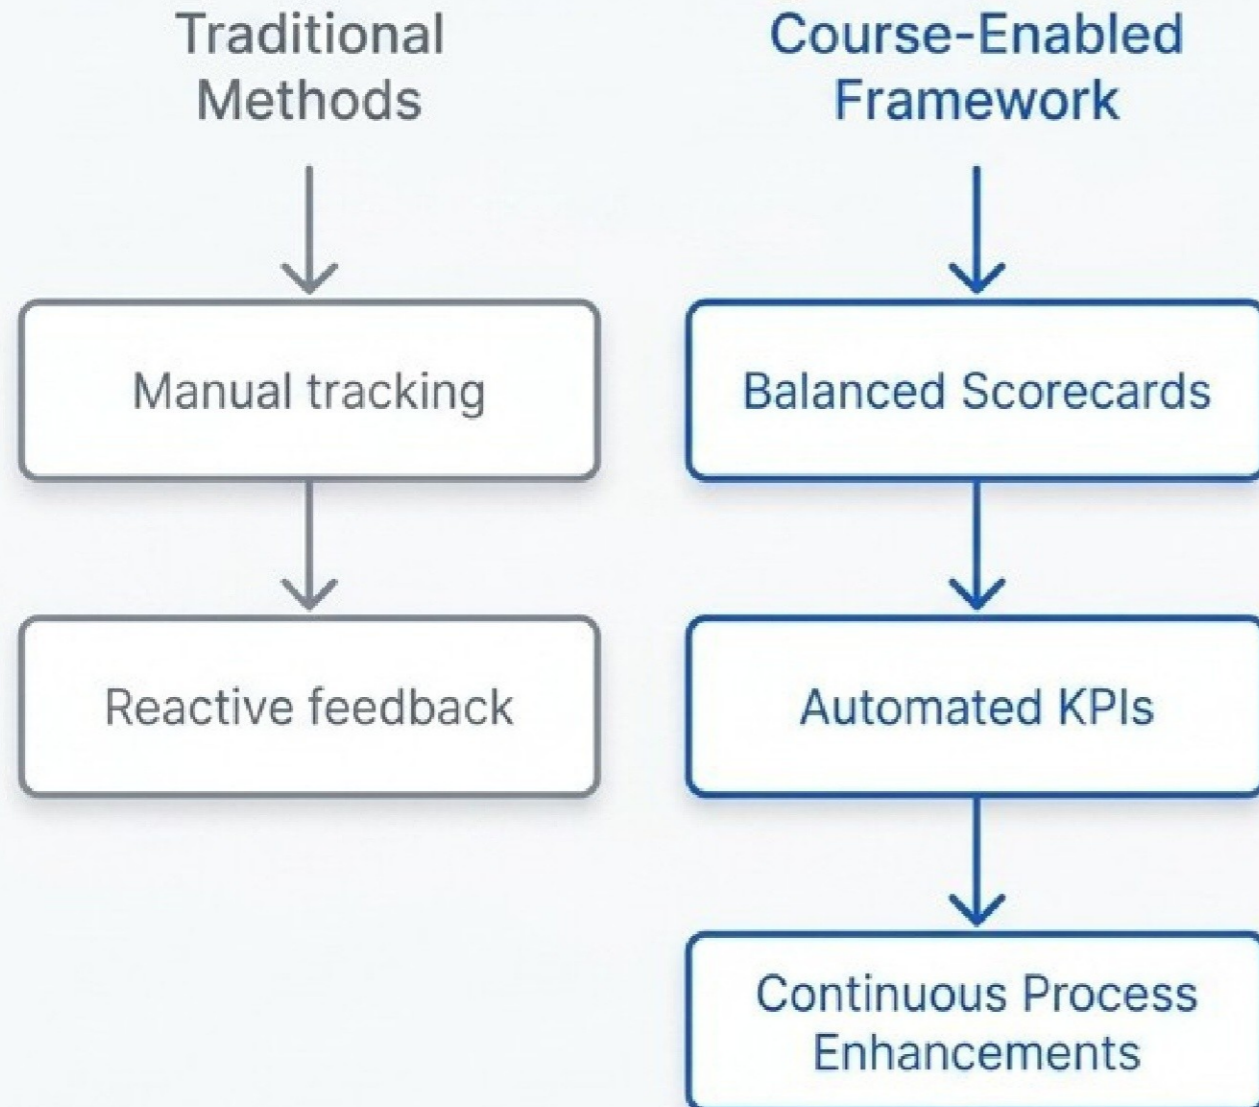 Traditional
Methods
Manual tracking
Reactive feedback
Course-Enabled
Framework
Balanced Scorecards
Automated KPIs
Continuous Process
Enhancements